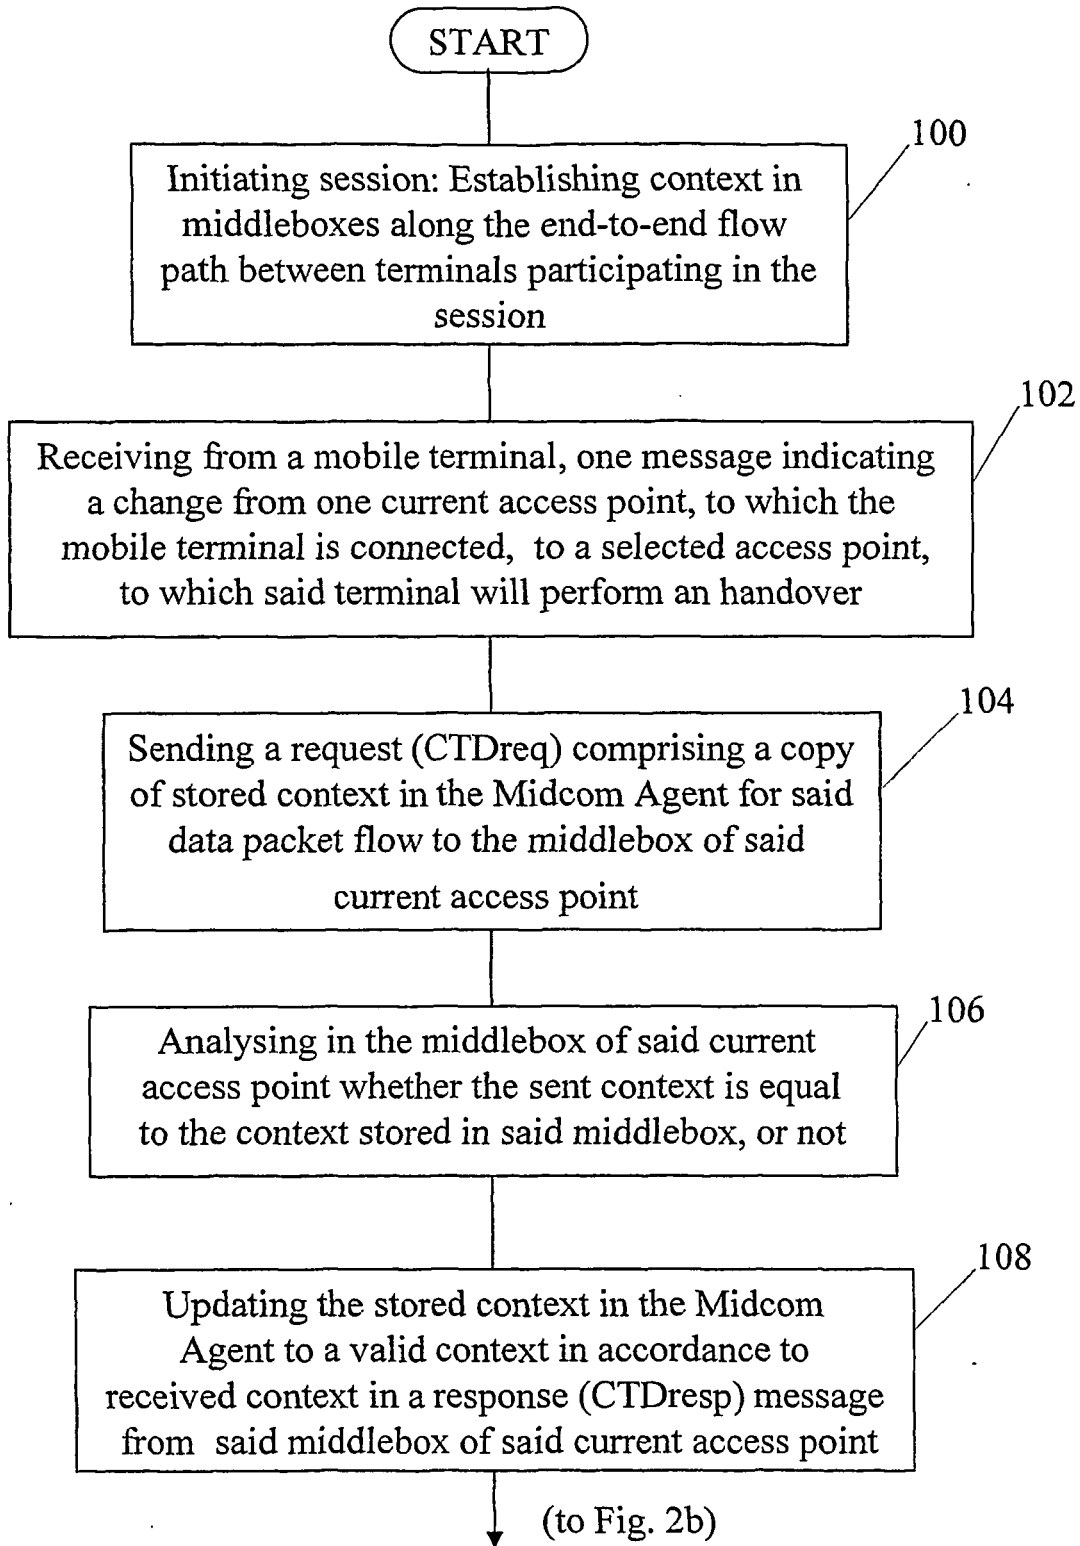 START
100
Initiating session: Establishing context in
middleboxes along the end-to-end flow
path between terminals participating in the
session
102
Receiving from a mobile terminal, one message indicating
a change from one current access point, to which the
mobile terminal is connected, to a selected access point,
to which said terminal will perform an handover
104
Sending a request (CTDreq) comprising a copy
of stored context in the Midcom Agent for said
data packet flow to the middlebox of said
current access point
106
Analysing in the middlebox of said current
access point whether the sent context is equal
to the context stored in said middlebox, or not
108
Updating the stored context in the Midcom
Agent to a valid context in accordance to
received context in a response (CTDresp) message
from said middlebox of said current access point
(to Fig. 2b)